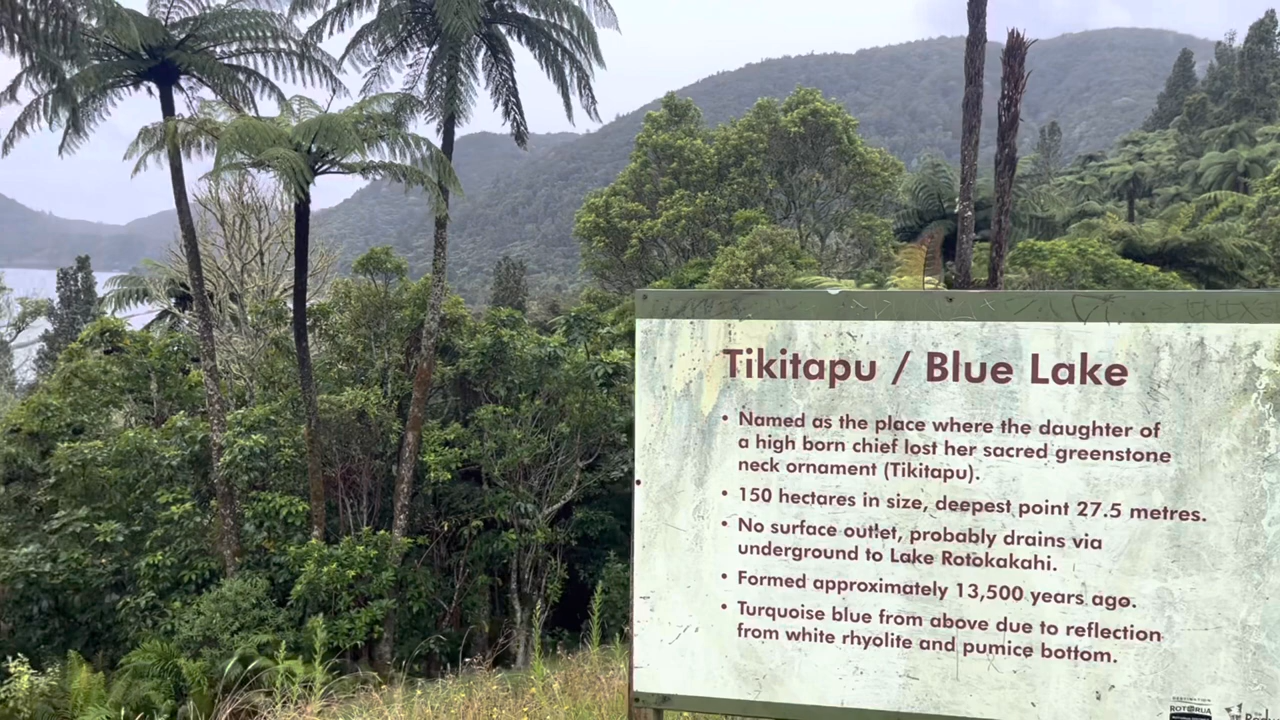 Tikitapu / Blue Lake
• Named as the place where the daughter of
a high born chief lost her sacred greenstone
neck ornament (Tikitapu).
• 150 hectares in size, deepest point 27.5 metres.
• No surface outlet, probably drains via
underground to Lake Rotokakahi.
• Formed approximately 13,500 years ago.
• Turquoise blue from above due to reflection
from white rhyolite and pumice bottom.
DESTINATION
ROTORUA